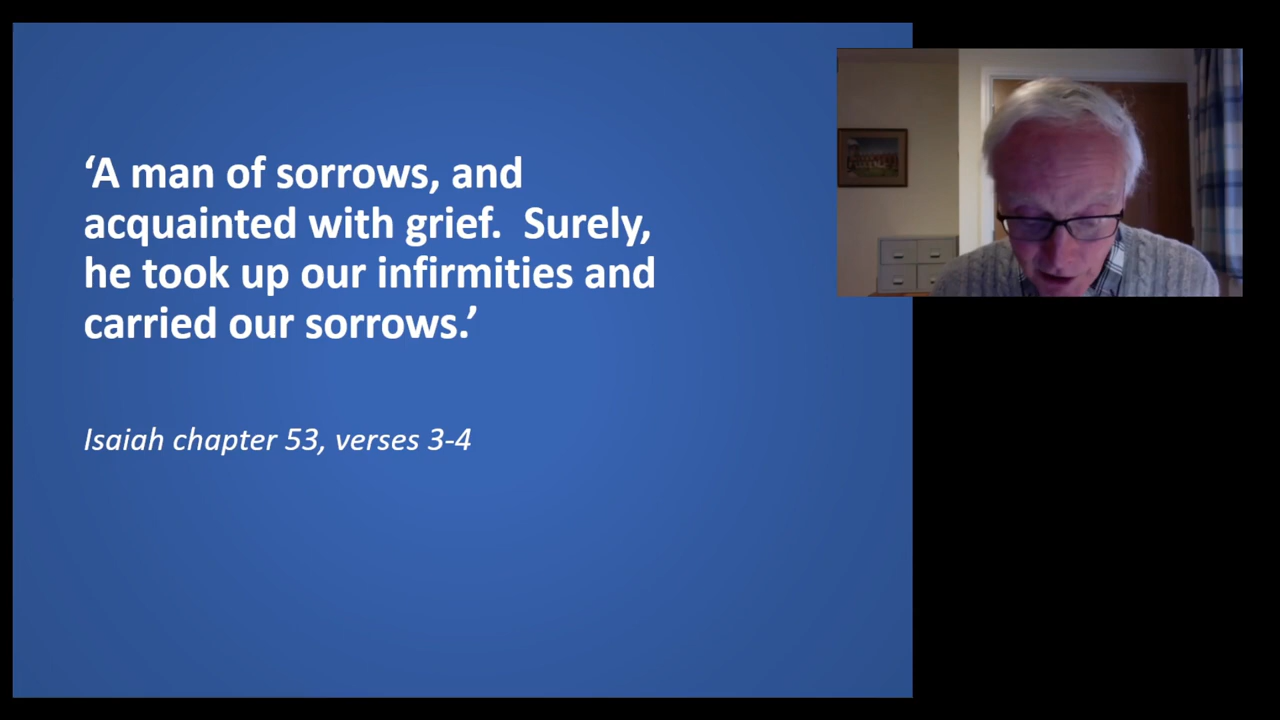 ‘A man of sorrows, and
acquainted with grief.  Surely,
he took up our infirmities and
carried our sorrows.’
Isaiah chapter 53, verses 3-4